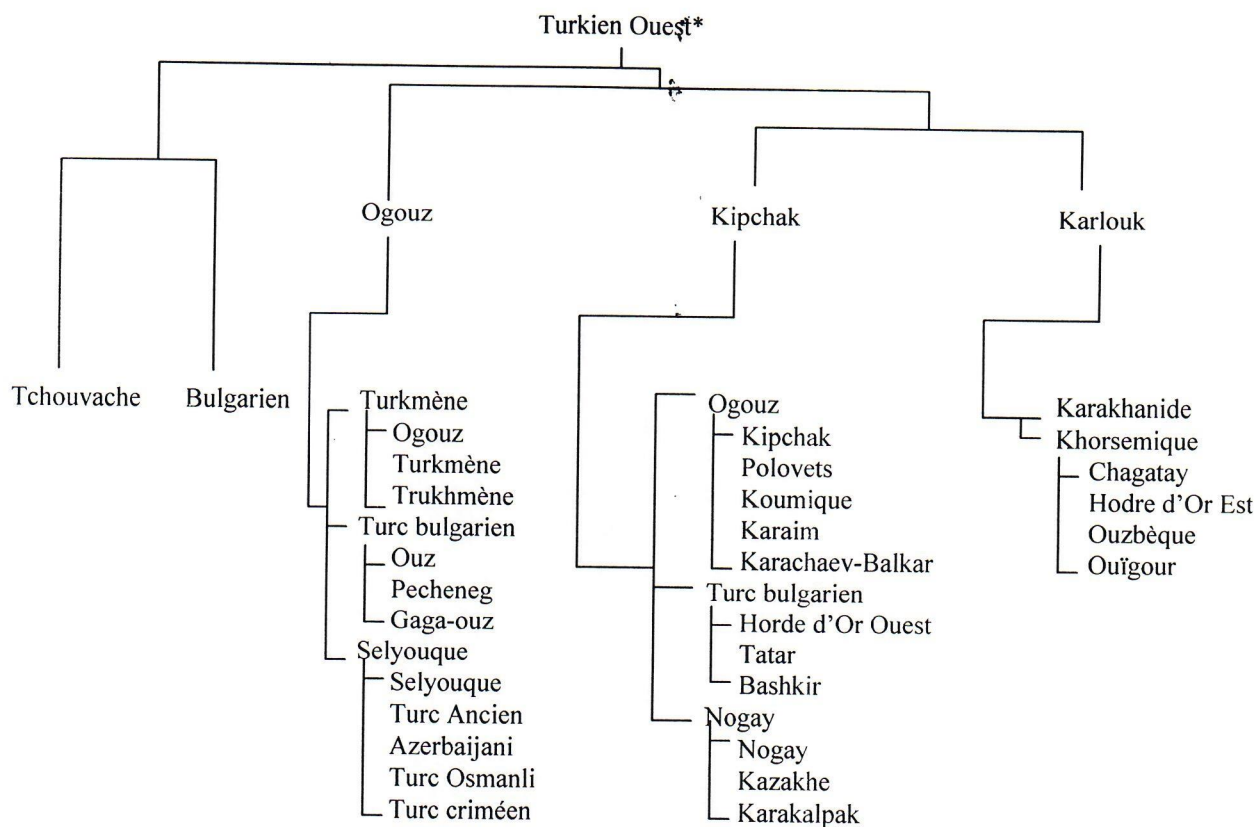 Turkien Ouest*
Ogouz
Kipchak
Karlouk
Tchouvache
Bulgarien
Turkmène
Ogouz
Turkmène
Trukhmène
Turc bulgarien
Ouz
Pecheneg
Gaga-ouz
Selyouque
Selyouque
Turc Ancien
Azerbaijani
Turc Osmanli
Turc criméen
Ogouz
Kipchak
Polovets
Koumique
Karaim
Karachaev-Balkar
Turc bulgarien
Horde d'Or Ouest
Tatar
Bashkir
Nogay
Nogay
Kazakhe
Karakalpak
Karakhanide
Khorsemique
Chagatay
Hodre d'Or Est
Ouzbèque
Ouïgour